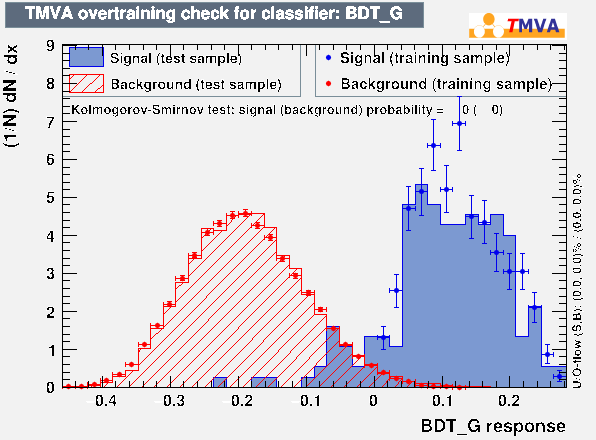 TMVA overtraining check for classifier: BDT_G
TMVA
Signal (test sample)
Background (test sample)
Signal (training sample)
Background (training sample)
Kolmogorov-Smirnov test: signal (background) probability = 0 ( 0)
(1/N) dN / dx
9
8
7
6
5
4
3
2
1
0
-0.4 -0.3 -0.2 -0.1 0 0.1 0.2
BDT_G response
U/O-flow (S,B): (0.0, 0.0)% / (0.0, 0.0)%